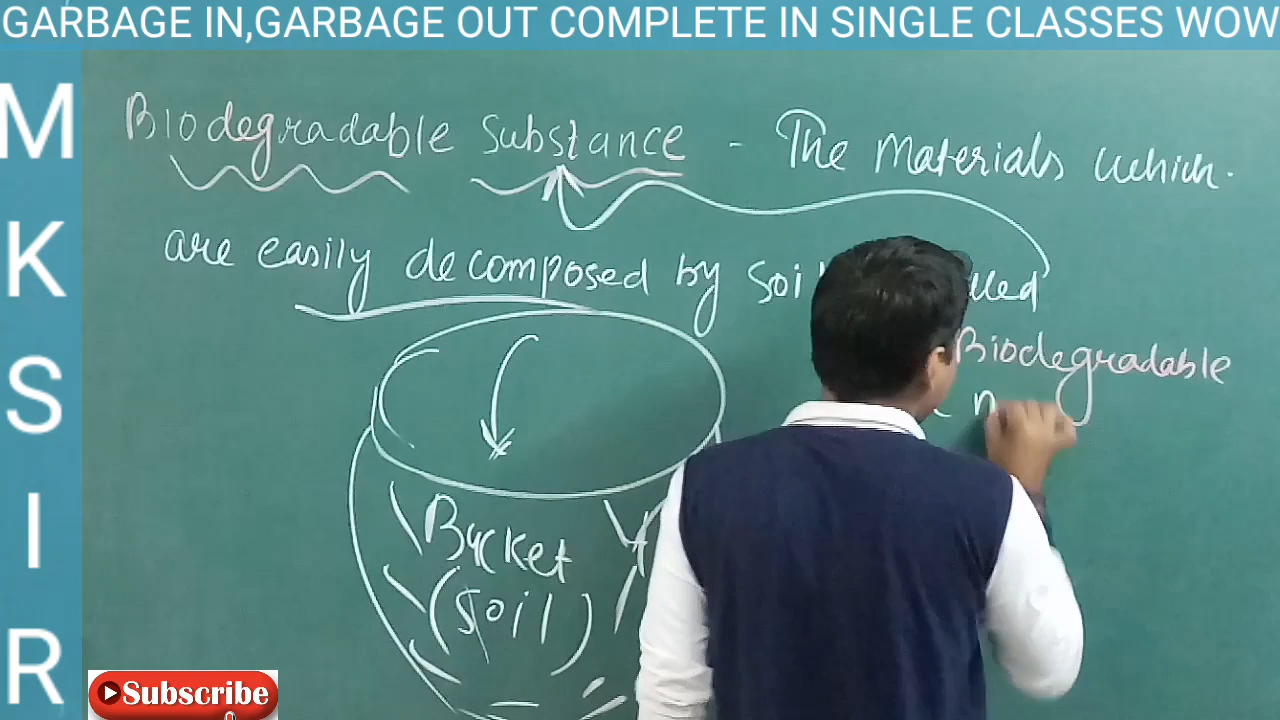 GARBAGE IN,GARBAGE OUT COMPLETE IN SINGLE CLASSES WOW
M
K
S
I
R
Biodegradable Substance - The Materials which.
are easily decomposed by soil
Biodegradable
Bucket
(Soil)
Subscribe